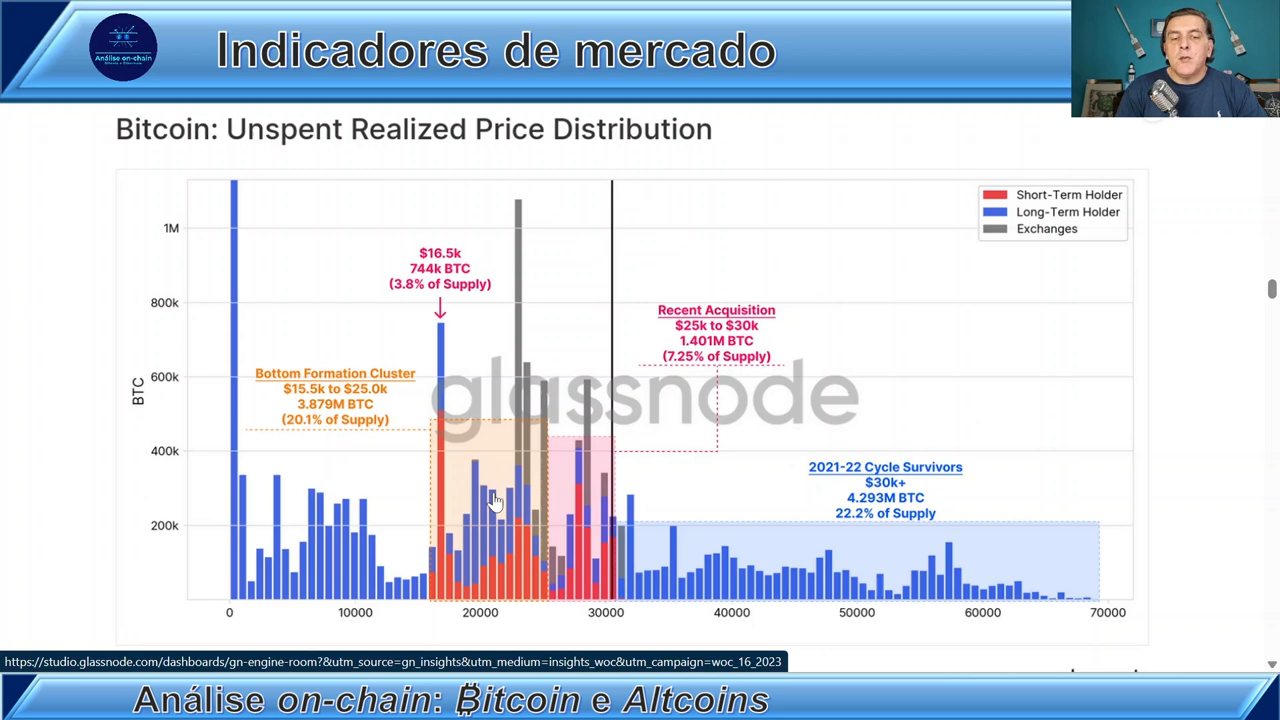 Análise on-chain
Indicadores de mercado
Bitcoin: Unspent Realized Price Distribution
Short-Term Holder
Long-Term Holder
Exchanges
1M
800k
600k
400k
200k
BTC
$16.5k
744k BTC
(3.8% of Supply)
Bottom Formation Cluster
$15.5k to $25.0k
3.879M BTC
(20.1% of Supply)
Recent Acquisition
$25k to $30k
1.401M BTC
(7.25% of Supply)
glassnode
2021-22 Cycle Survivors
$30k+
4.293M BTC
22.2% of Supply
0 10000 20000 30000 40000 50000 60000 70000
https://studio.glassnode.com/dashboards/gn-engine-room?&utm_source=gn_insights&utm_medium=insights_woc&utm_campaign=woc_16_2023
Análise on-chain: ₿itcoin e Altcoins